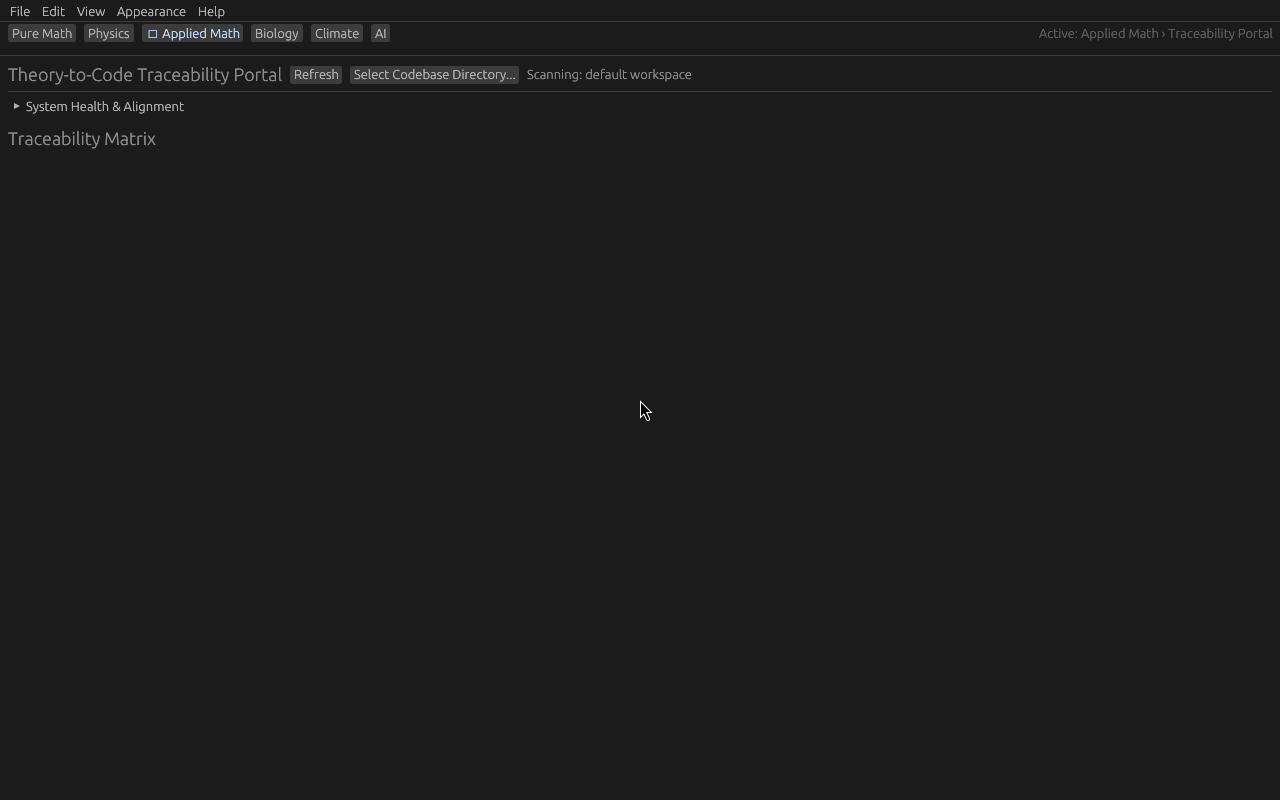 File Edit View Appearance Help
Pure Math Physics Applied Math Biology Climate AI Active: Applied Math › Traceability Portal
Theory-to-Code Traceability Portal Refresh Select Codebase Directory... Scanning: default workspace
System Health & Alignment
Traceability Matrix